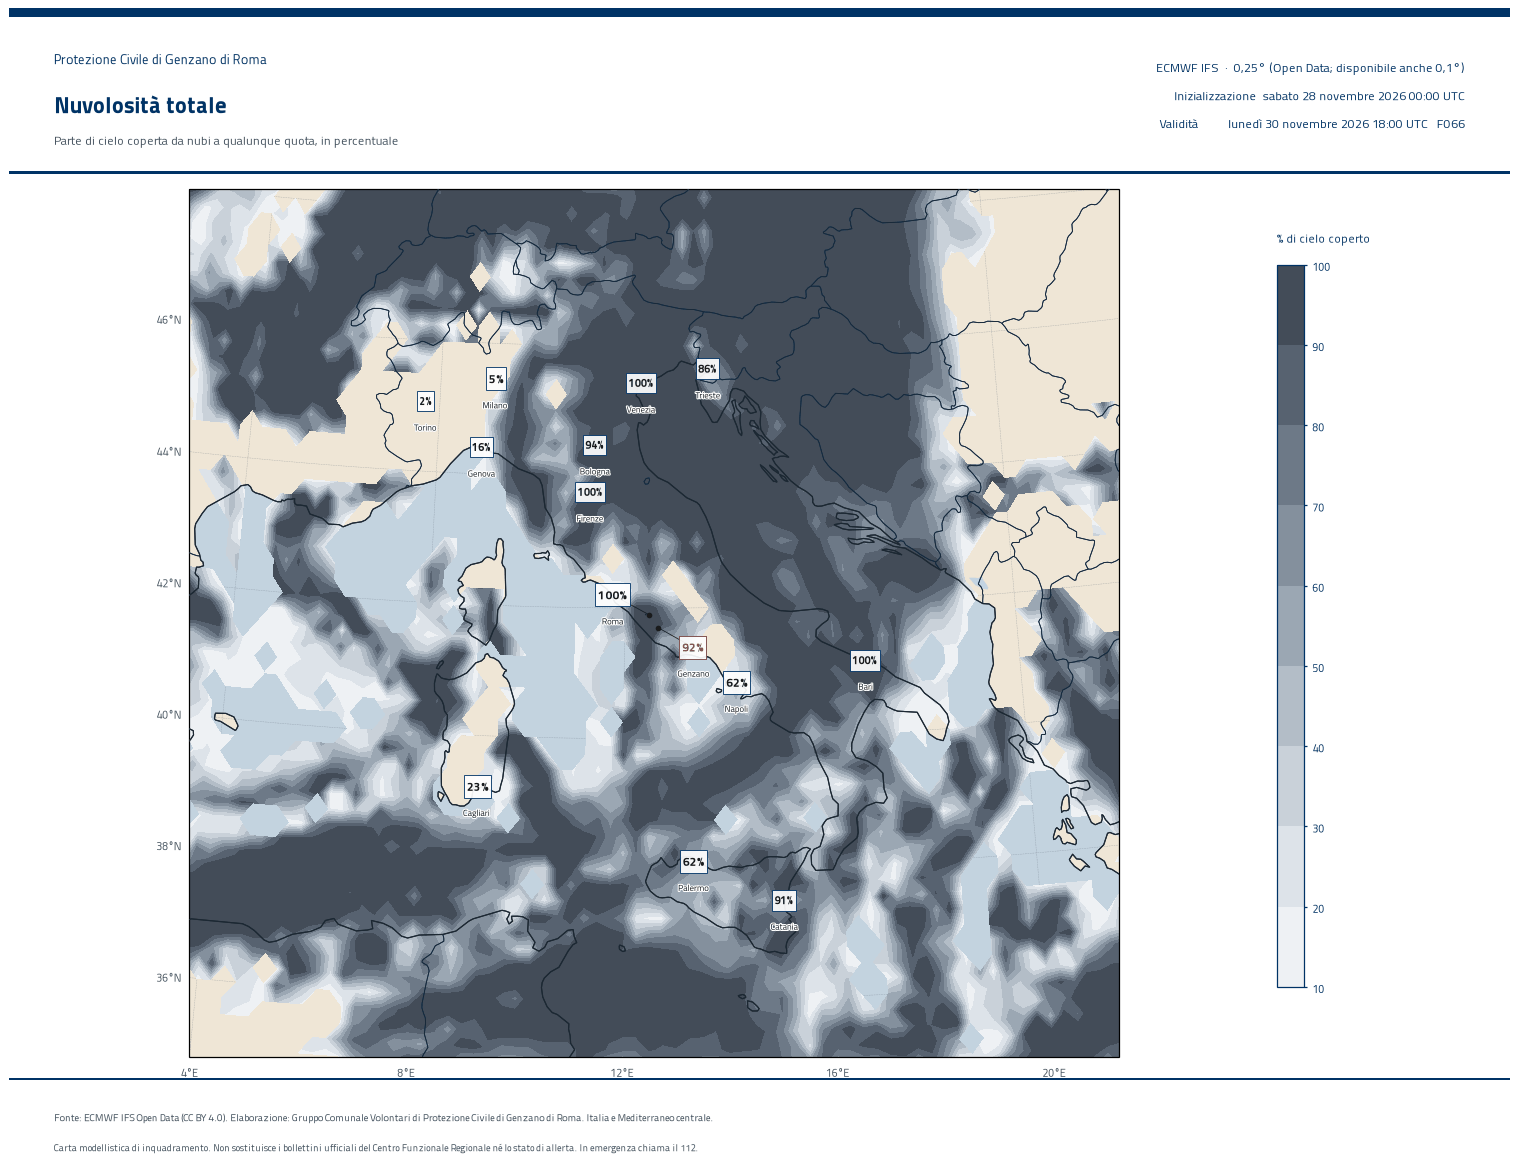 Protezione Civile di Genzano di Roma
Nuvolosità totale
Parte di cielo coperta da nubi a qualunque quota, in percentuale
ECMWF IFS · 0,25° (Open Data; disponibile anche 0,1°)
Inizializzazione sabato 28 novembre 2026 00:00 UTC
Validità lunedì 30 novembre 2026 18:00 UTC F066
% di cielo coperto
100
90
80
70
60
50
40
30
20
10
46°N
44°N
42°N
40°N
38°N
36°N
4°E
8°E
12°E
16°E
20°E
86%
Trieste
100%
Venezia
5%
Milano
2%
Torino
16%
Genova
94%
Bologna
100%
Firenze
100%
Roma
92%
Genzano
62%
Napoli
100%
Bari
23%
Cagliari
62%
Palermo
91%
Catania
Fonte: ECMWF IFS Open Data (CC BY 4.0). Elaborazione: Gruppo Comunale Volontari di Protezione Civile di Genzano di Roma. Italia e Mediterraneo centrale.
Carta modellistica di inquadramento. Non sostituisce i bollettini ufficiali del Centro Funzionale Regionale né lo stato di allerta. In emergenza chiama il 112.